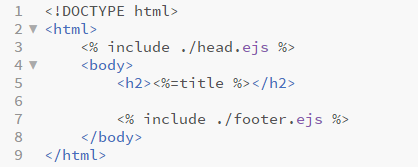 1 <!DOCTYPE html>
2 <html>
3 <% include ./head.ejs %>
4 <body>
5 <h2><%=title %></h2>
6
7 <% include ./footer.ejs %>
8 </body>
9 </html>